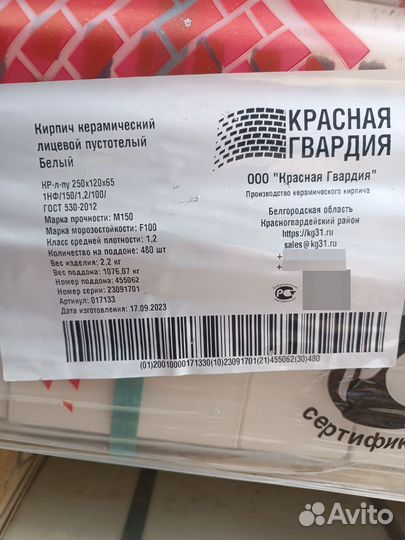 Кирпич керамический
лицевой пустотелый
Белый
КР-л-пу 250x120x65
1НФ/150/1,2/100/
ГОСТ 530-2012
Марка прочности: М150
Марка морозостойкости: F100
Класс средней плотности: 1,2
Количество на поддоне: 480 шт
Вес изделия: 2,2 кг
Вес поддона: 1076.07 кг
Номер поддона: 455062
Номер серии: 23091701
Артикул: 017133
Дата изготовления: 17.09.2023
КРАСНАЯ
ГВАРДИЯ
ООО "Красная Гвардия"
Производство керамического кирпича
Белгородская область
Красногвардейский район
https://kg31.ru
sales@kg31.ru
+
+
(01)20010000171330(10)23091701(21)455062(30)480
сертифик
Avito